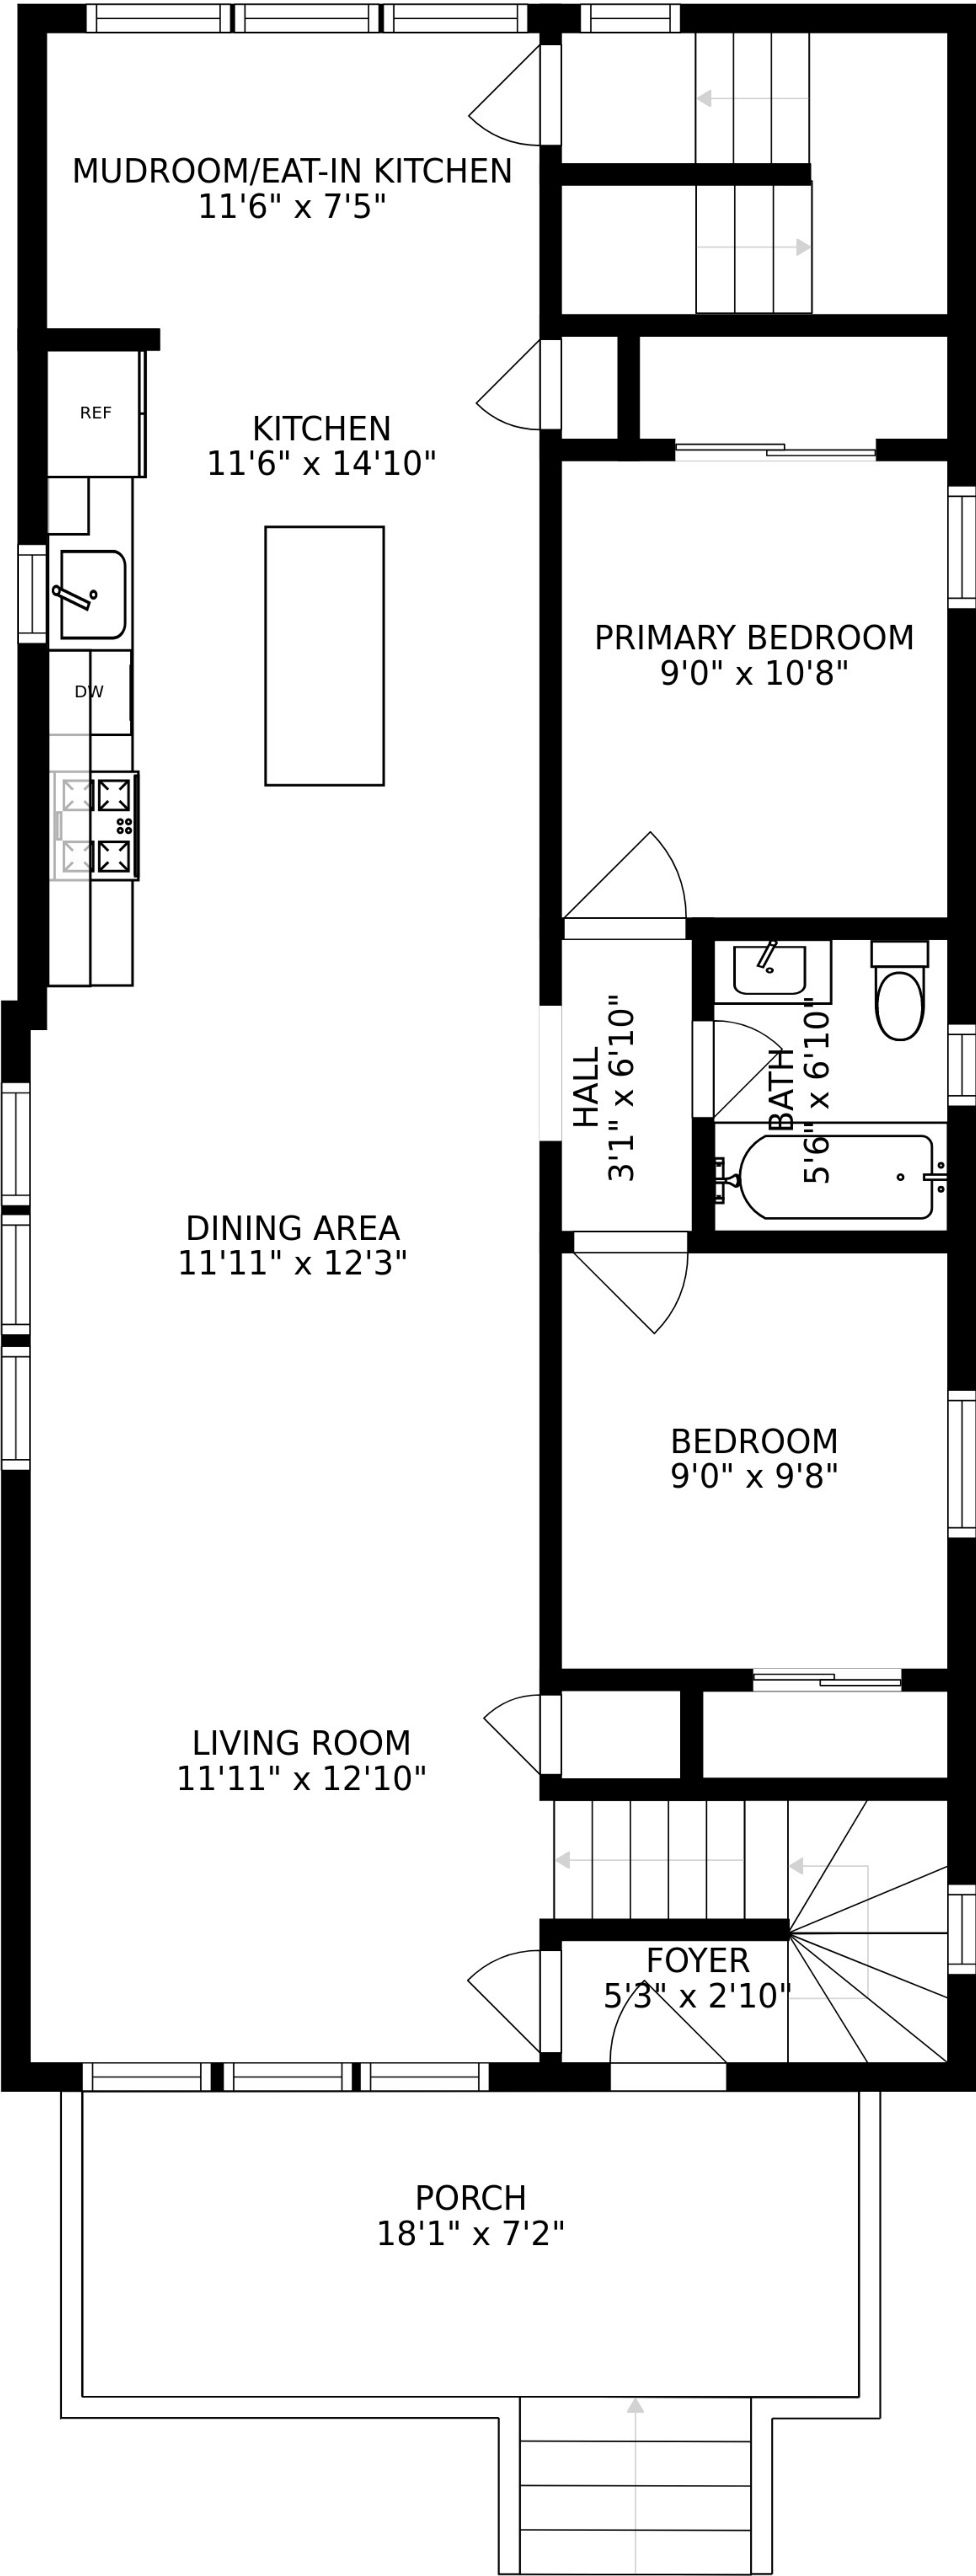 MUDROOM/EAT-IN KITCHEN
11'6" x 7'5"
REF
KITCHEN
11'6" x 14'10"
PRIMARY BEDROOM
9'0" x 10'8"
DW
HALL
3'1" x 6'10"
BATH
5'6" x 6'10"
DINING AREA
11'11" x 12'3"
BEDROOM
9'0" x 9'8"
LIVING ROOM
11'11" x 12'10"
FOYER
5'3" x 2'10"
PORCH
18'1" x 7'2"